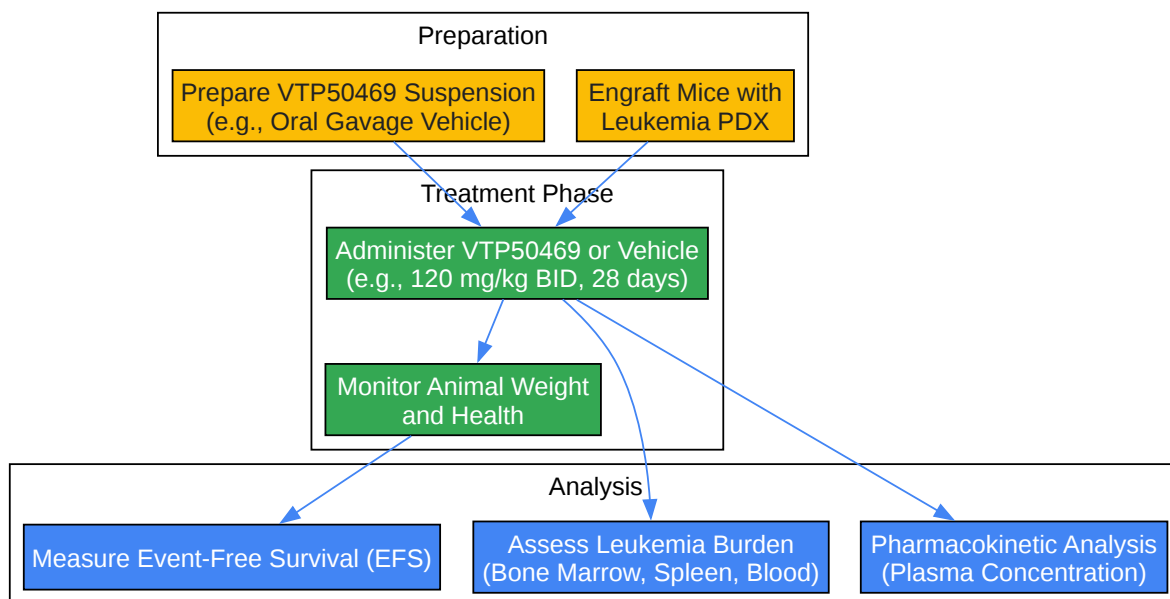 Preparation
Prepare VTP50469 Suspension
(e.g., Oral Gavage Vehicle)
Engraft Mice with
Leukemia PDX
Treatment Phase
Administer VTP50469 or Vehicle
(e.g., 120 mg/kg BID, 28 days)
Monitor Animal Weight
and Health
Analysis
Measure Event-Free Survival (EFS)
Assess Leukemia Burden
(Bone Marrow, Spleen, Blood)
Pharmacokinetic Analysis
(Plasma Concentration)